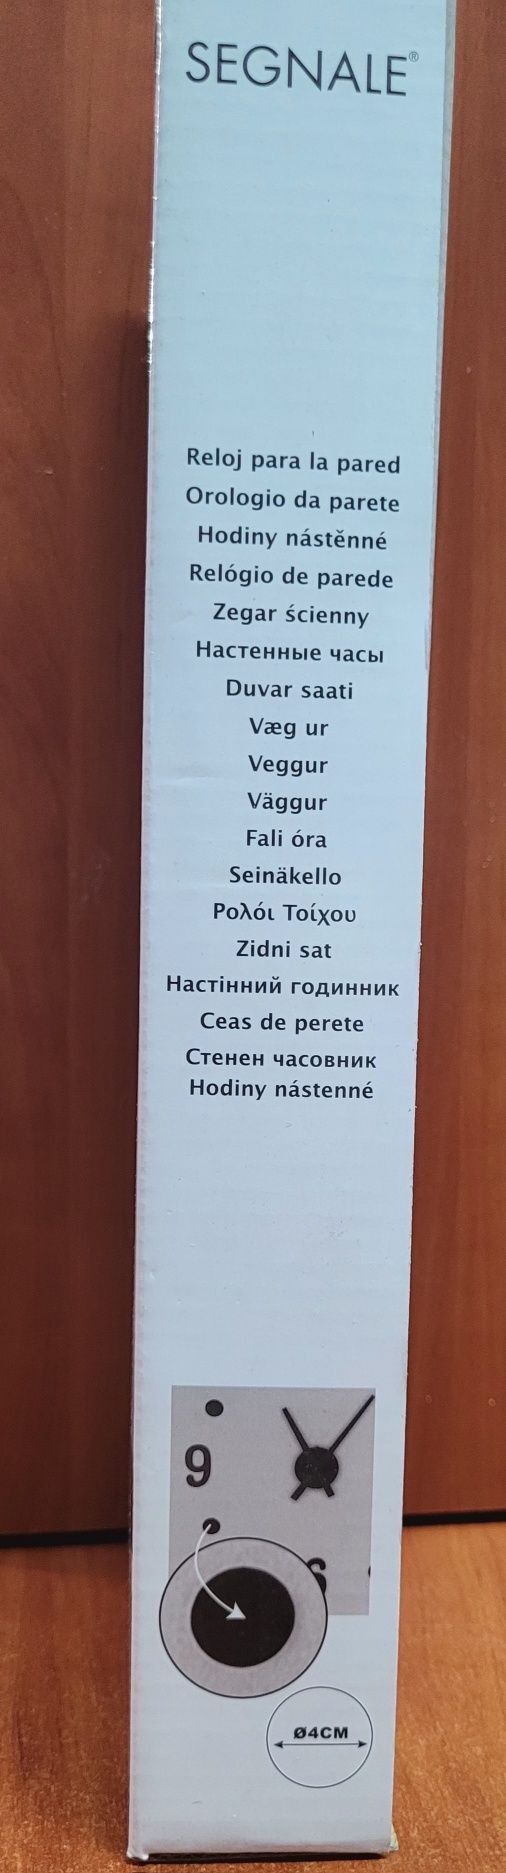 SEGNALE®
Reloj para la pared
Orologio da parete
Hodiny nástěnné
Relógio de parede
Zegar ścienny
Настенные часы
Duvar saati
Væg ur
Veggur
Väggur
Fali óra
Seinäkello
Ρολόι Τοίχου
Zidni sat
Настінний годинник
Ceas de perete
Стенен часовник
Hodiny nástenné
9
6
Ø4CM